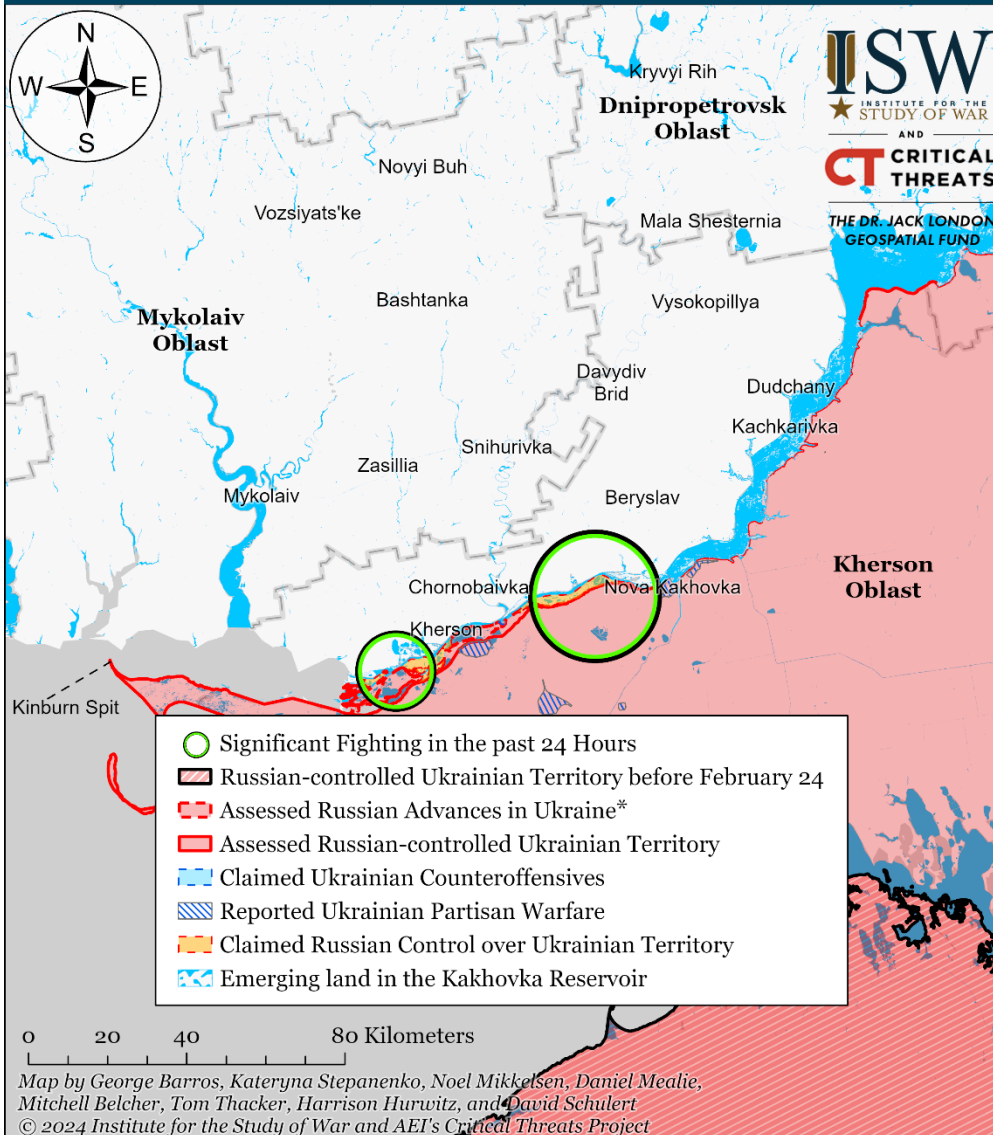 N
W
E
S
ISW
INSTITUTE FOR THE
STUDY OF WAR
AND
CT CRITICAL
THREATS
THE DR. JACK LONDON
GEOSPATIAL FUND
Kryvyi Rih
Dnipropetrovsk
Oblast
Novyi Buh
Vozsiyats'ke
Mala Shesternia
Bashtanka
Vysokopillya
Mykolaiv
Oblast
Davydiv
Brid
Dudchany
Kachkarivka
Snihurivka
Zasillia
Mykolaiv
Beryslav
Kherson
Oblast
Chornobaivka
Nova Kakhovka
Kherson
Kinburn Spit
Significant Fighting in the past 24 Hours
Russian-controlled Ukrainian Territory before February 24
Assessed Russian Advances in Ukraine*
Assessed Russian-controlled Ukrainian Territory
Claimed Ukrainian Counteroffensives
Reported Ukrainian Partisan Warfare
Claimed Russian Control over Ukrainian Territory
Emerging land in the Kakhovka Reservoir
0 20 40 80 Kilometers
Map by George Barros, Kateryna Stepanenko, Noel Mikkelsen, Daniel Mealie,
Mitchell Belcher, Tom Thacker, Harrison Hurwitz, and David Schulert
© 2024 Institute for the Study of War and AEI's Critical Threats Project